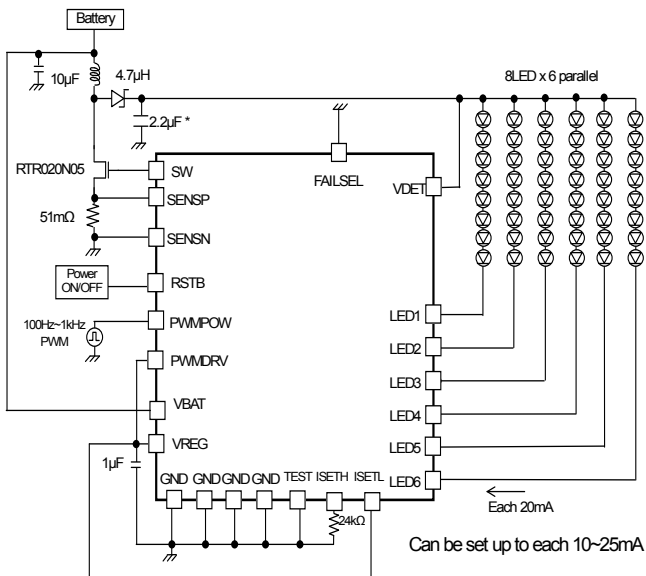 Battery
10μF
4.7μH
2.2μF *
8LED x 6 parallel
RTR020N05
SW
FAILSEL
VDET
SENSP
51mΩ
SENSN
Power
ON/OFF
RSTB
100Hz~1kHz
PWM
PWMPOW
LED1
PWMDRV
LED2
LED3
VBAT
LED4
VREG
LED5
1μF
GND GND GND GND TEST ISETH ISETL
LED6
24kΩ
Each 20mA
Can be set up to each 10~25mA